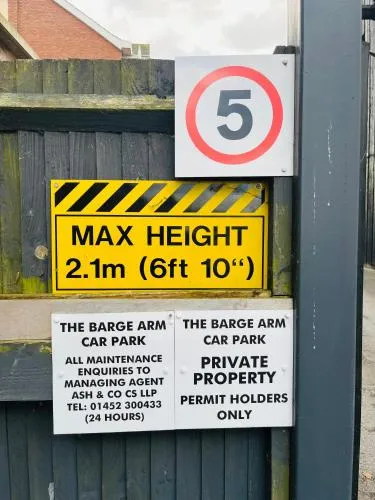 5
MAX HEIGHT
2.1m (6ft 10“)
THE BARGE ARM
CAR PARK
ALL MAINTENANCE
ENQUIRIES TO
MANAGING AGENT
ASH & CO CS LLP
TEL: 01452 300433
(24 HOURS)
THE BARGE ARM
CAR PARK
PRIVATE
PROPERTY
PERMIT HOLDERS
ONLY